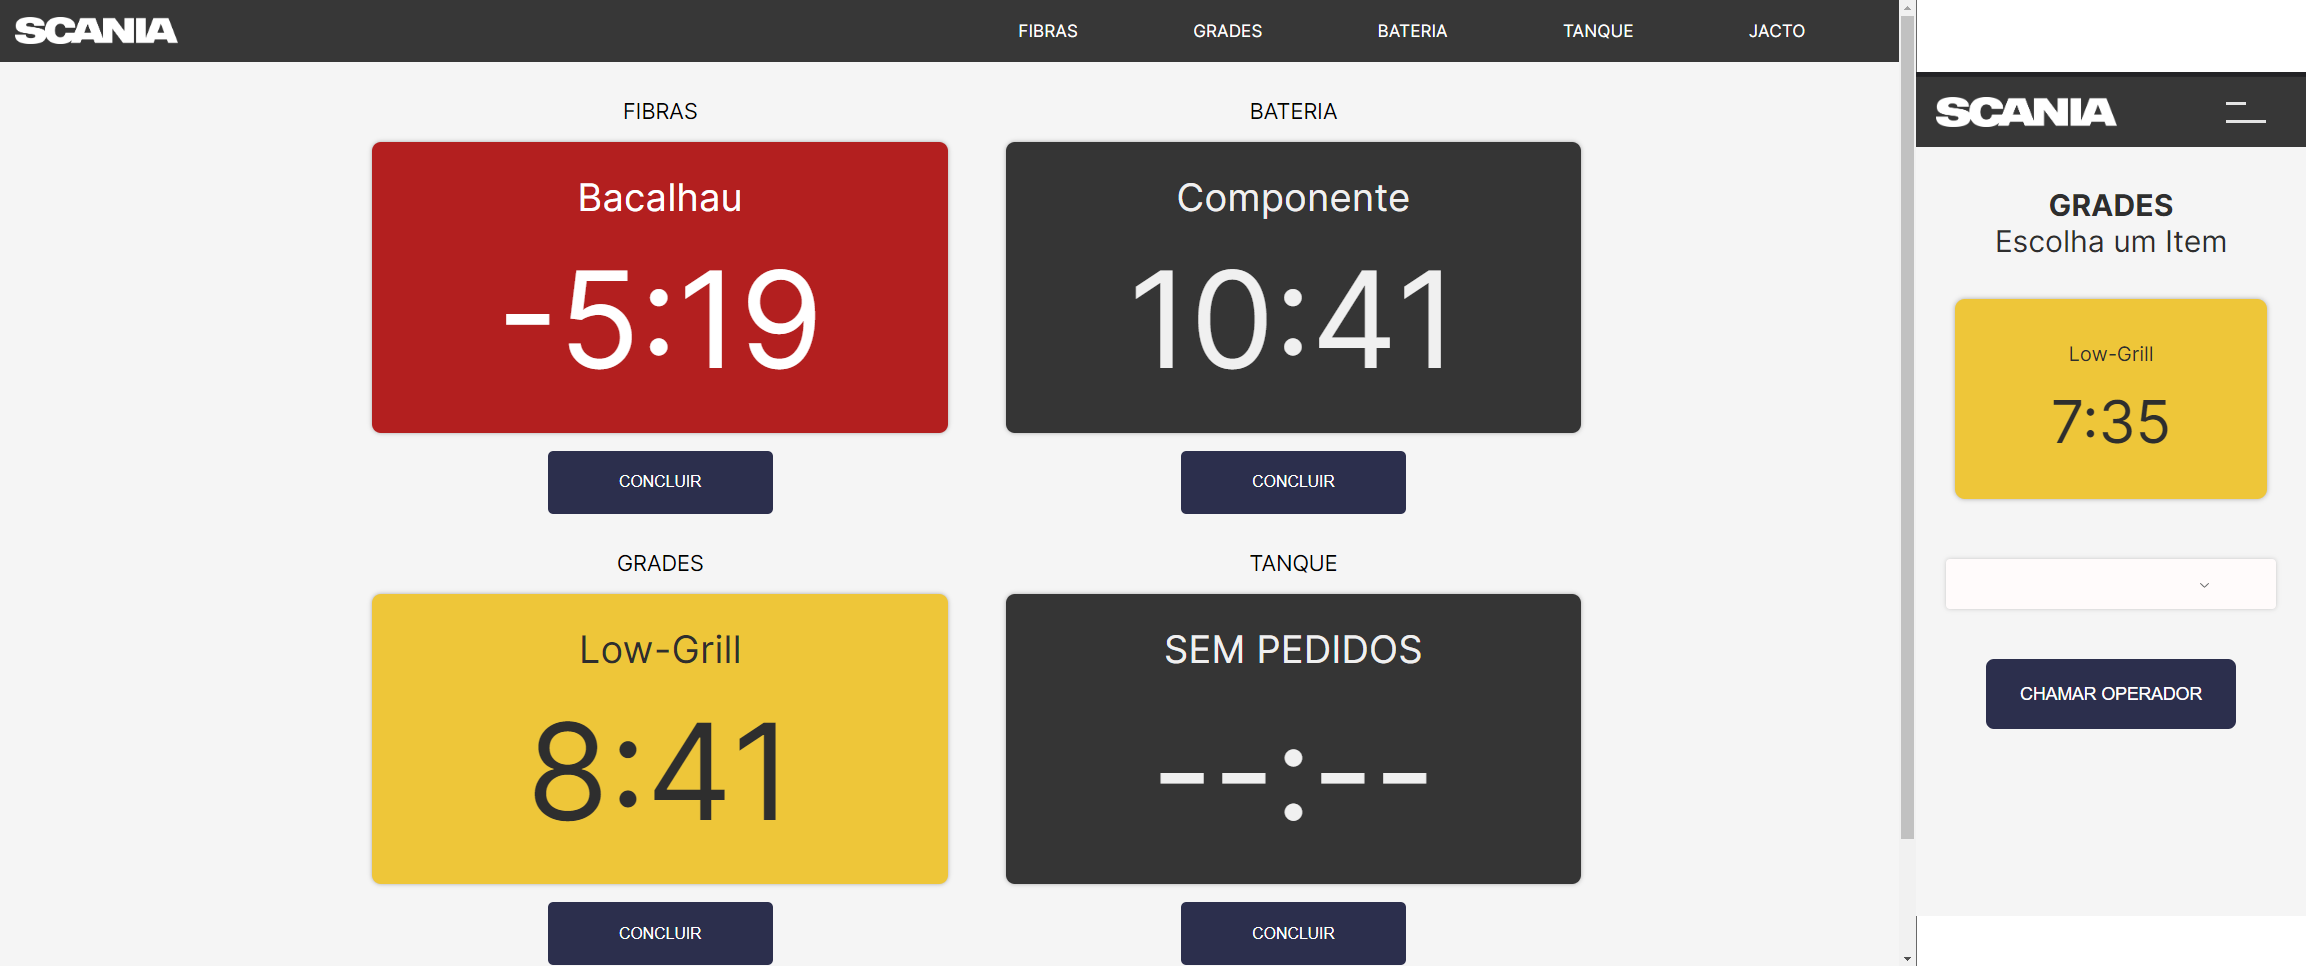 SCANIA
FIBRAS GRADES BATERIA TANQUE JACTO
FIBRAS
Bacalhau
-5:19
CONCLUIR
BATERIA
Componente
10:41
CONCLUIR
GRADES
Low-Grill
8:41
CONCLUIR
TANQUE
SEM PEDIDOS
--:--
CONCLUIR
SCANIA
GRADES
Escolha um Item
Low-Grill
7:35
CHAMAR OPERADOR